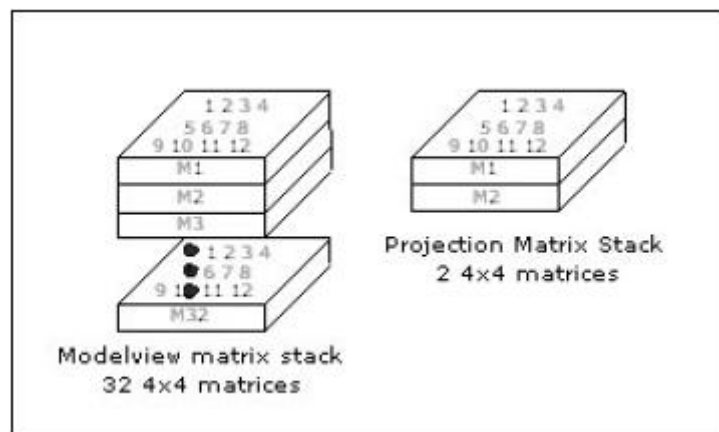 1 2 3 4
5 6 7 8
9 10 11 12
M1
M2
M3
1 2 3 4
6 7 8
9 11 12
M32
Modelview matrix stack
32 4x4 matrices
1 2 3 4
5 6 7 8
9 10 11 12
M1
M2
Projection Matrix Stack
2 4x4 matrices